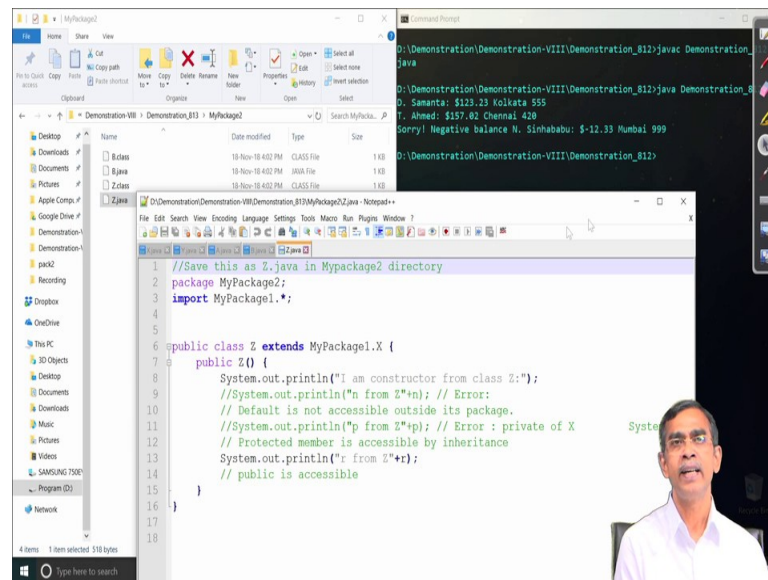 MyPackage2
File Home Share View
Pin to Quick access Copy Paste Cut Copy path Paste shortcut Move to Copy to Delete Rename New folder Properties Open Edit History Select all Select none Invert selection
Clipboard Organize New Open Select
Demonstration-VIII > Demonstration_813 > MyPackage2 Search MyPacka...
Name Date modified Type Size
B.class 18-Nov-18 4:02 PM CLASS File 1 KB
B.java 18-Nov-18 4:02 PM JAVA File 1 KB
Z.class 18-Nov-18 4:02 PM CLASS File 1 KB
Z.java
Desktop
Downloads
Documents
Pictures
Apple Compu
Google Drive
Demonstration-V
Demonstration-\
pack2
Recording
Dropbox
OneDrive
This PC
3D Objects
Desktop
Documents
Downloads
Music
Pictures
Videos
SAMSUNG 750E
Program (D:)
Network
4 items 1 item selected 518 bytes
Type here to search
Command Prompt
D:\Demonstration\Demonstration-VIII\Demonstration_812>javac Demonstration_
java
D:\Demonstration\Demonstration-VIII\Demonstration_812>java Demonstration_8
D. Samanta: $123.23 Kolkata 555
T. Ahmed: $157.02 Chennai 420
Sorry! Negative balance N. Sinhababu: $-12.33 Mumbai 999
D:\Demonstration\Demonstration-VIII\Demonstration_812>
D:\Demonstration\Demonstration-VIII\Demonstration_813\MyPackage2\Z.java - Notepad++
File Edit Search View Encoding Language Settings Tools Macro Run Plugins Window ? X
X.java Y.java A.java B.java Z.java
1 //Save this as Z.java in Mypackage2 directory
2 package MyPackage2;
3 import MyPackage1.*;
4
5
6 public class Z extends MyPackage1.X {
7 public Z() {
8 System.out.println("I am constructor from class Z:");
9 //System.out.println("n from Z"+n); // Error:
10 // Default is not accessible outside its package.
11 //System.out.println("p from Z"+p); // Error : private of X Syste
12 // Protected member is accessible by inheritance
13 System.out.println("r from Z"+r);
14 // public is accessible
15 }
16 }
17
18